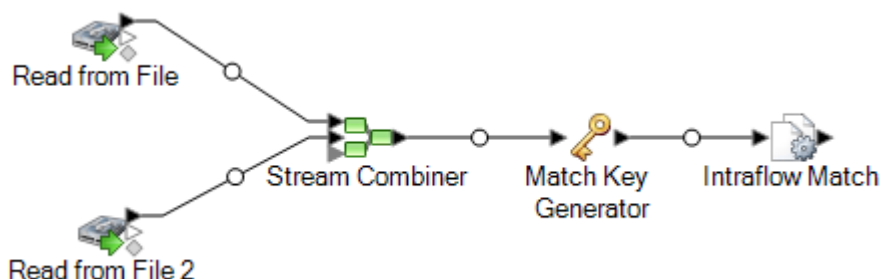 Read from File
Stream Combiner
Match Key
Generator
Intraflow Match
Read from File 2